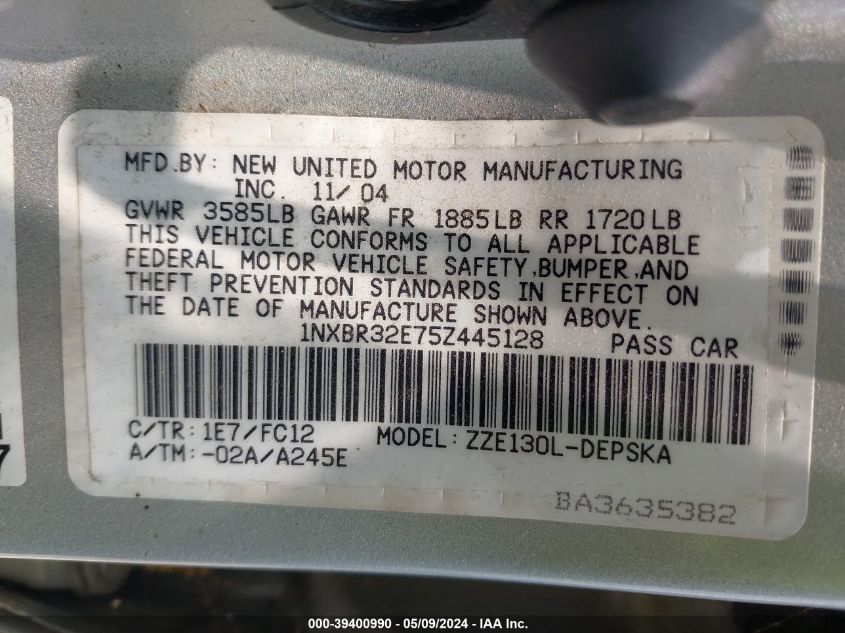 MFD.BY: NEW UNITED MOTOR MANUFACTURING
INC. 11/04
GVWR 3585LB GAWR FR 1885LB RR 1720LB
THIS VEHICLE CONFORMS TO ALL APPLICABLE
FEDERAL MOTOR VEHICLE SAFETY,BUMPER,AND
THEFT PREVENTION STANDARDS IN EFFECT ON
THE DATE OF MANUFACTURE SHOWN ABOVE.
1NXBR32E75Z445128 PASS CAR
C/TR:1E7/FC12 MODEL:ZZE130L-DEPSKA
A/TM:-02A/A245E
BA3635382
7
000-39400990 - 05/09/2024 - IAA Inc.